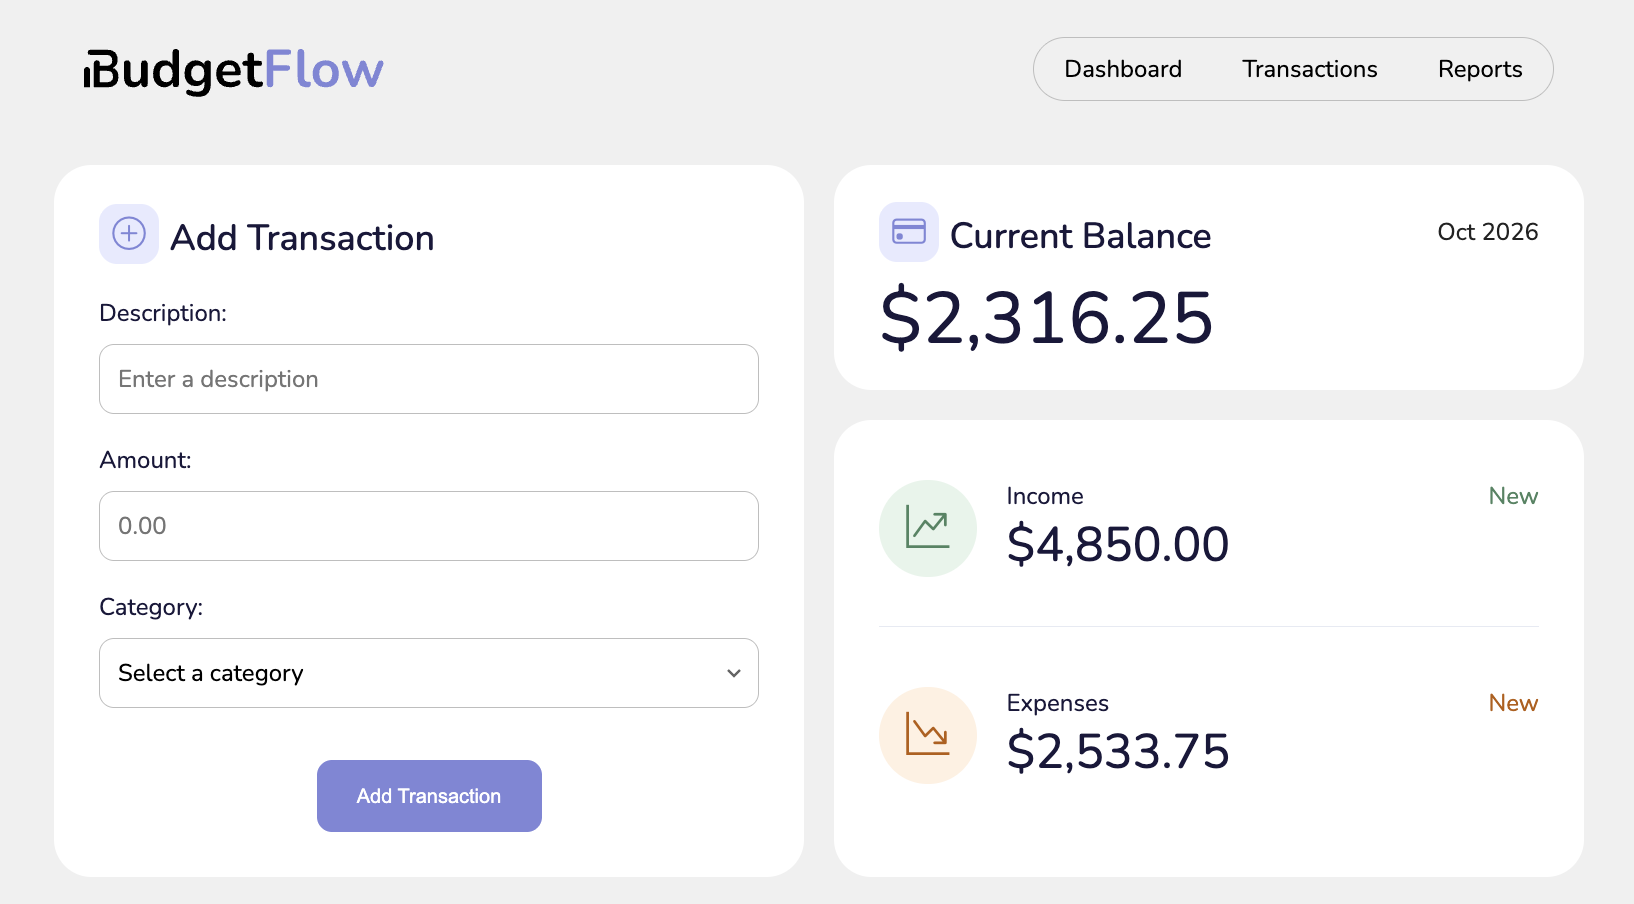 BudgetFlow
Dashboard Transactions Reports
Add Transaction
Description:
Enter a description
Amount:
0.00
Category:
Select a category
Add Transaction
Current Balance Oct 2026
$2,316.25
Income New
$4,850.00
Expenses New
$2,533.75